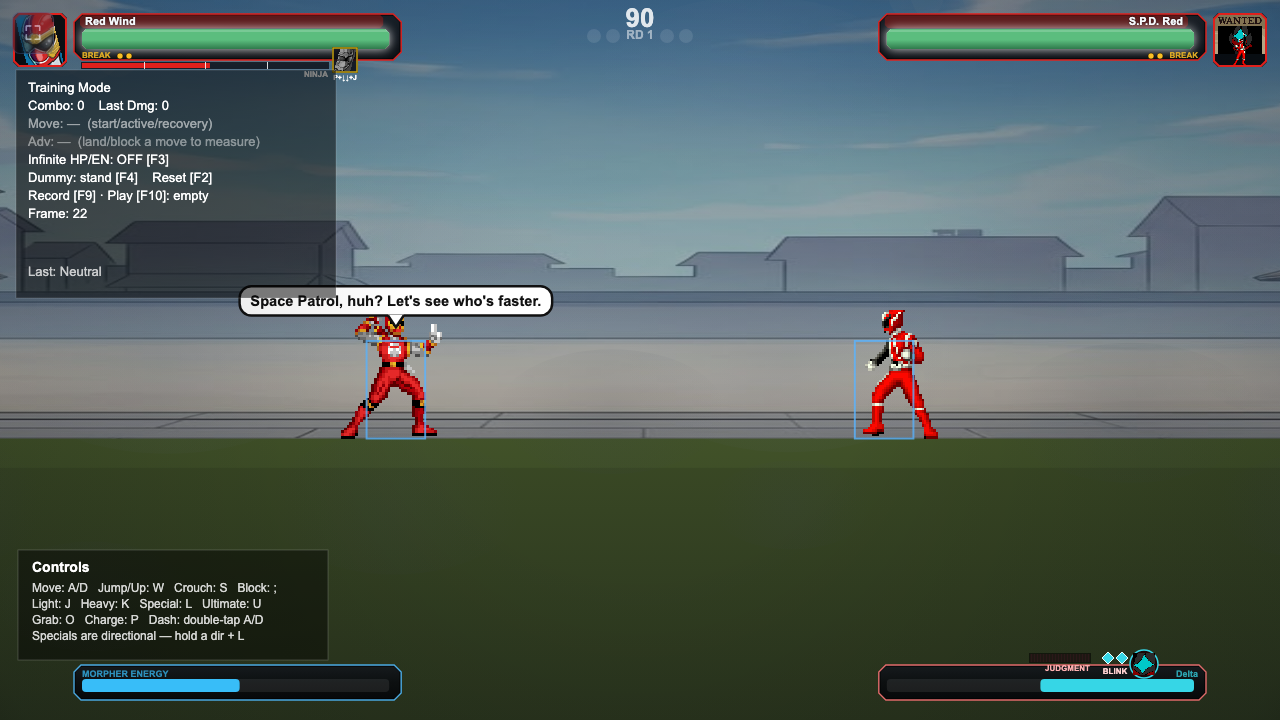 90
RD 1
Red Wind
BREAK
NINJA
S.P.D. Red
BREAK
WANTED
Training Mode
Combo: 0 Last Dmg: 0
Move: — (start/active/recovery)
Adv: — (land/block a move to measure)
Infinite HP/EN: OFF [F3]
Dummy: stand [F4] Reset [F2]
Record [F9] · Play [F10]: empty
Frame: 22
Last: Neutral
Space Patrol, huh? Let's see who's faster.
Controls
Move: A/D Jump/Up: W Crouch: S Block: ;
Light: J Heavy: K Special: L Ultimate: U
Grab: O Charge: P Dash: double-tap A/D
Specials are directional — hold a dir + L
MORPHER ENERGY
JUDGMENT
BLINK
Delta